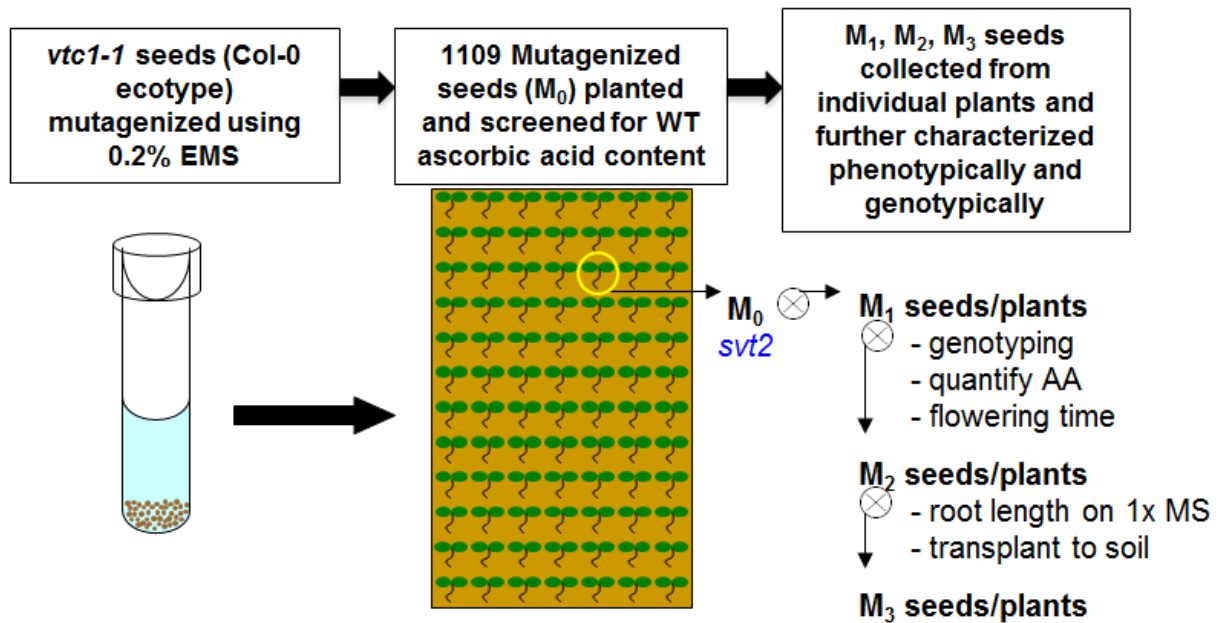 vtc1-1 seeds (Col-0
ecotype)
mutagenized using
0.2% EMS
1109 Mutagenized
seeds (M₀) planted
and screened for WT
ascorbic acid content
M₁, M₂, M₃ seeds
collected from
individual plants and
further characterized
phenotypically and
genotypically
M₀
svt2
M₁ seeds/plants
- genotyping
- quantify AA
- flowering time
M₂ seeds/plants
- root length on 1x MS
- transplant to soil
M₃ seeds/plants